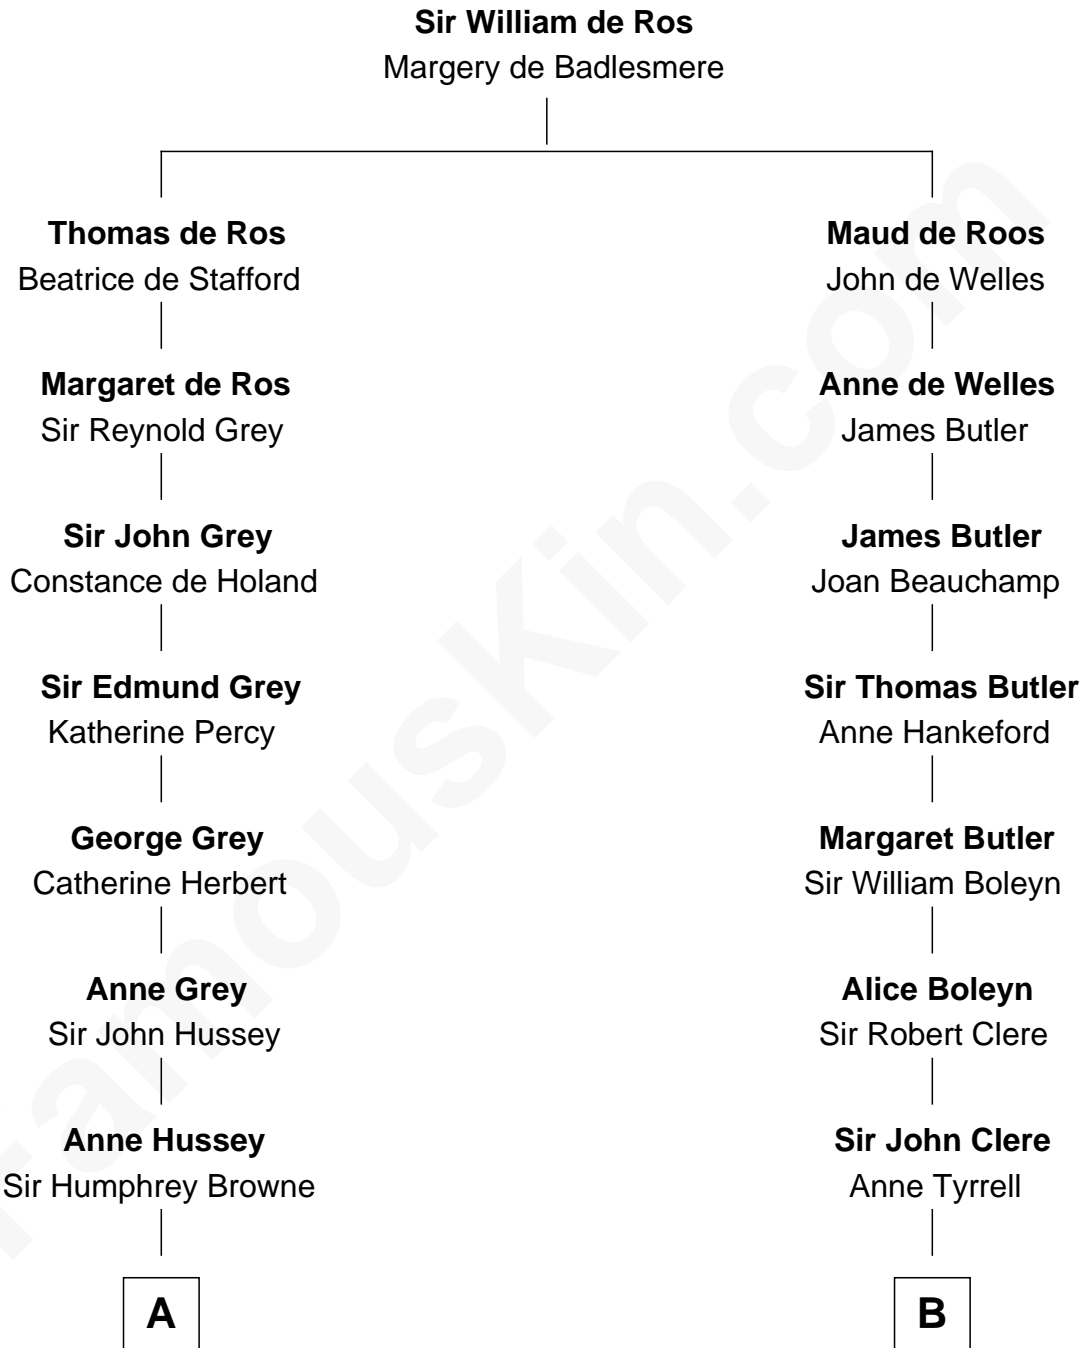 Sir William de Ros
Margery de Badlesmere
Thomas de Ros
Beatrice de Stafford
Maud de Roos
John de Welles
Margaret de Ros
Sir Reynold Grey
Anne de Welles
James Butler
Sir John Grey
Constance de Holand
James Butler
Joan Beauchamp
Sir Edmund Grey
Katherine Percy
Sir Thomas Butler
Anne Hankeford
George Grey
Catherine Herbert
Margaret Butler
Sir William Boleyn
Anne Grey
Sir John Hussey
Alice Boleyn
Sir Robert Clere
Anne Hussey
Sir Humphrey Browne
Sir John Clere
Anne Tyrrell
A
B
FamousKin.com